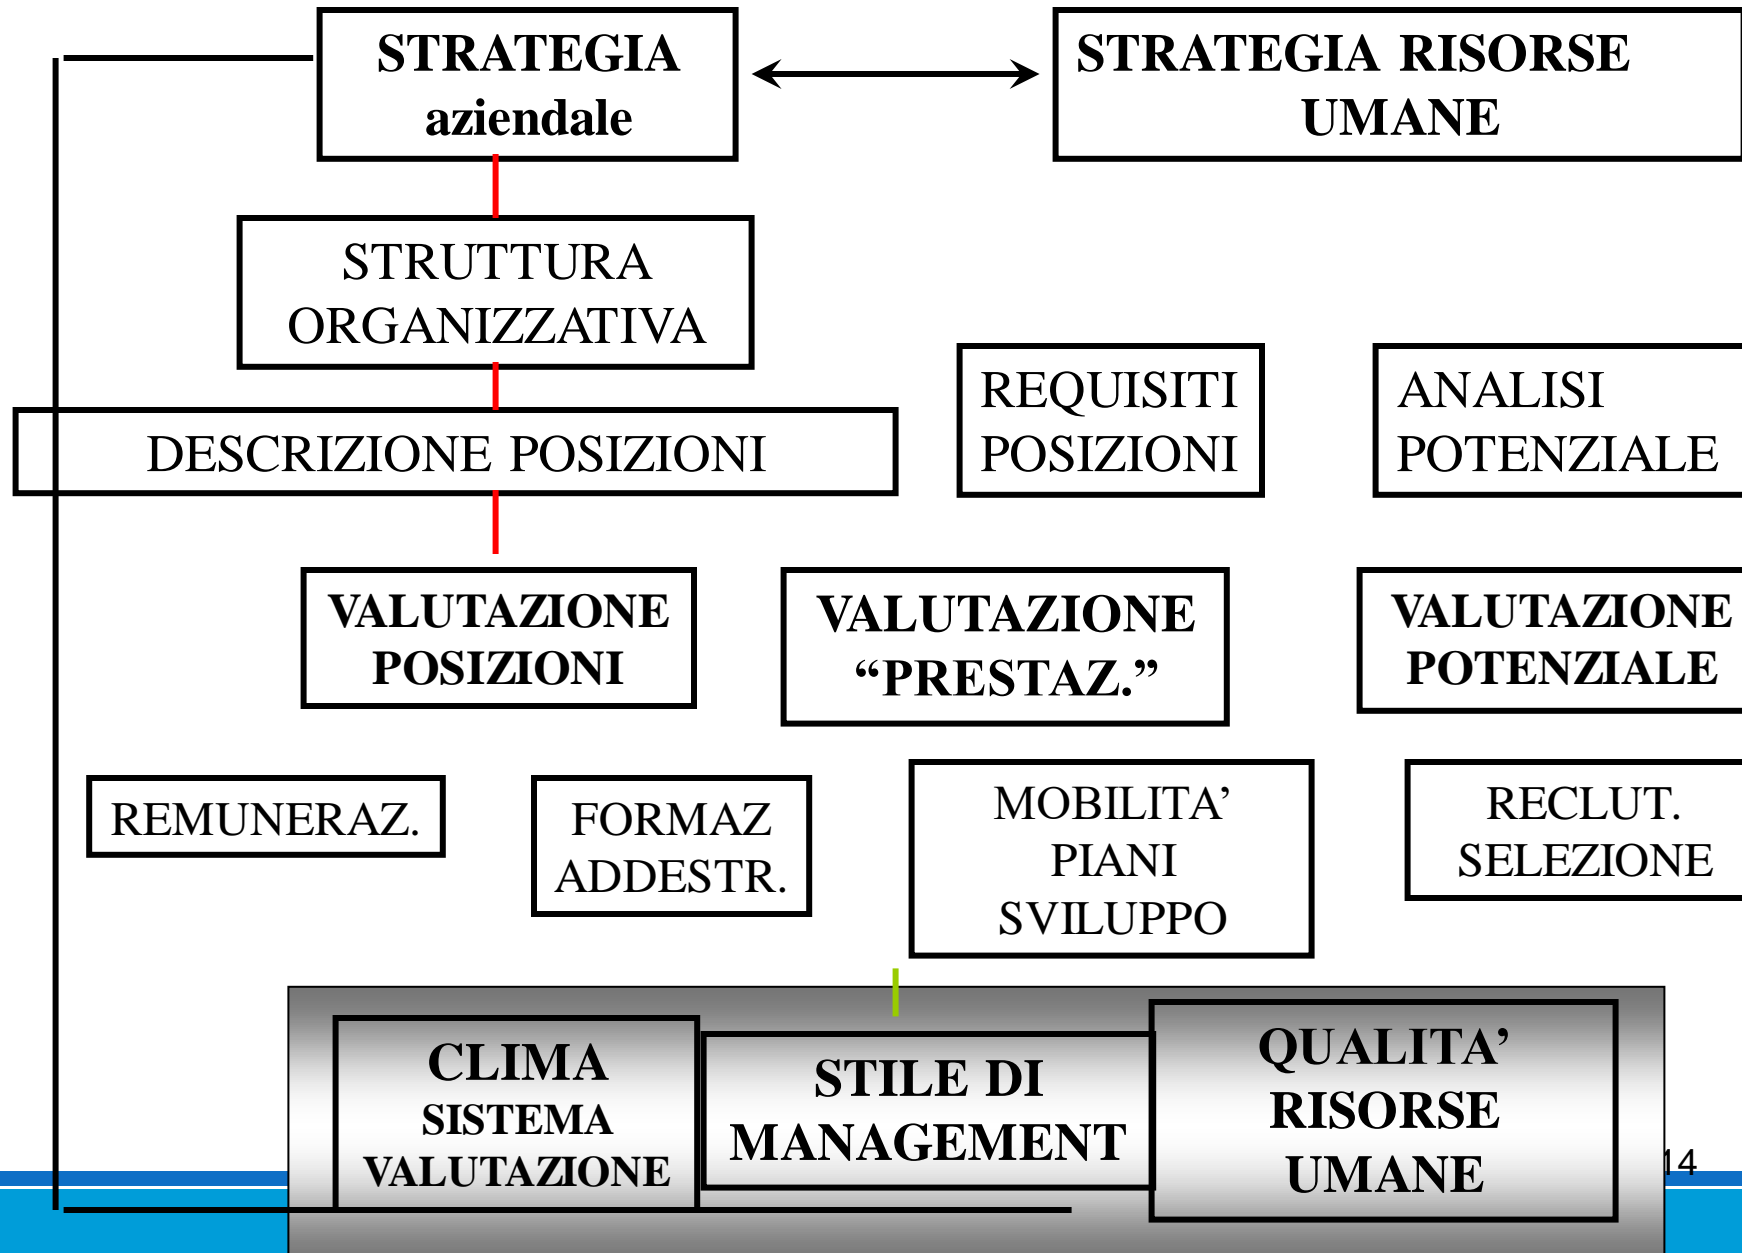 STRATEGIA
aziendale
STRATEGIA RISORSE
UMANE
STRUTTURA
ORGANIZZATIVA
REQUISITI
POSIZIONI
ANALISI
POTENZIALE
DESCRIZIONE POSIZIONI
VALUTAZIONE
POSIZIONI
VALUTAZIONE
“PRESTAZ.”
VALUTAZIONE
POTENZIALE
REMUNERAZ.
FORMAZ
ADDESTR.
MOBILITA’
PIANI
SVILUPPO
RECLUT.
SELEZIONE
CLIMA
SISTEMA
VALUTAZIONE
STILE DI
MANAGEMENT
QUALITA’
RISORSE
UMANE
14